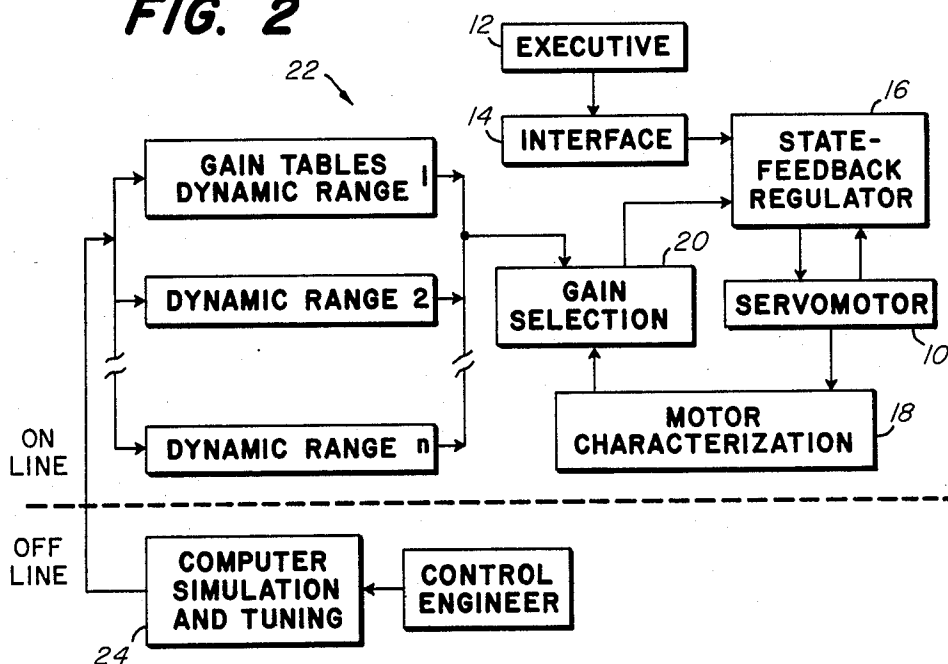 FIG. 2
12
EXECUTIVE
22
14
INTERFACE
16
STATE-
FEEDBACK
REGULATOR
GAIN TABLES
DYNAMIC RANGE 1
20
GAIN
SELECTION
DYNAMIC RANGE 2
SERVOMOTOR
10
MOTOR
CHARACTERIZATION
18
DYNAMIC RANGE n
ON
LINE
OFF
LINE
COMPUTER
SIMULATION
AND TUNING
CONTROL
ENGINEER
24